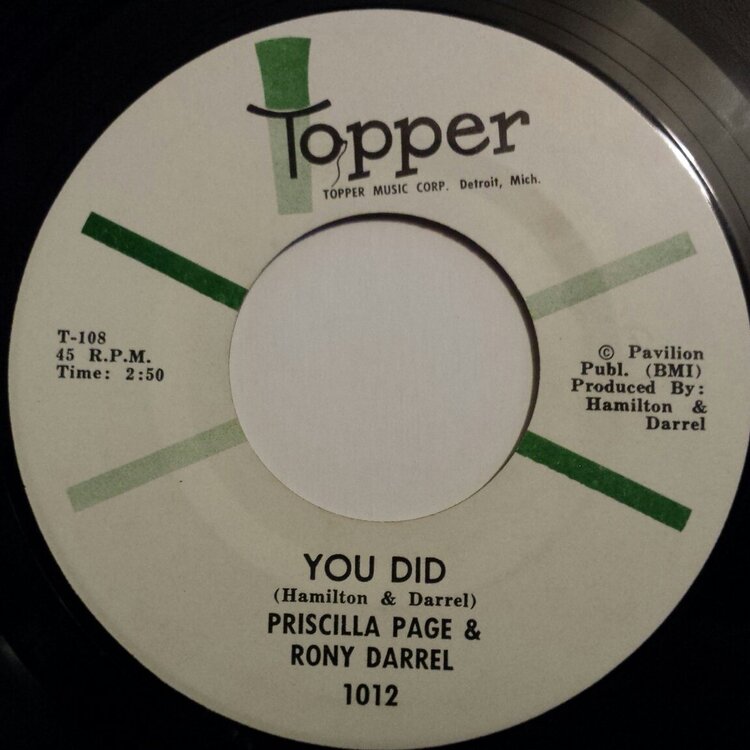 Topper
TOPPER MUSIC CORP. Detroit, Mich.
T-108
45 R.P.M.
Time: 2:50
© Pavilion
Publ. (BMI)
Produced By:
Hamilton &
Darrel
YOU DID
(Hamilton & Darrel)
PRISCILLA PAGE &
RONY DARREL
1012